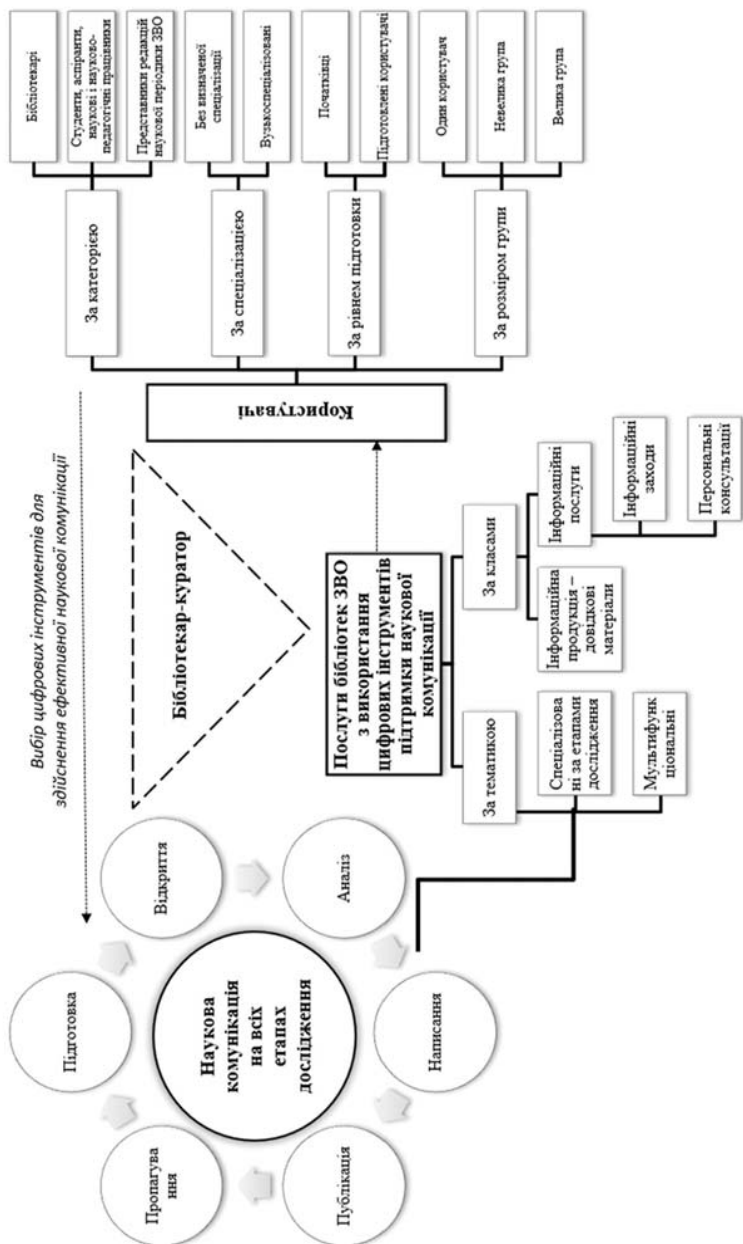 Вибір цифрових інструментів для
здійснення ефективної наукової комунікації
Підготовка
Відкриття
Аналіз
Написання
Публікація
Пропагува
ння
Наукова
комунікація
на всіх
етапах
дослідження
Бібліотекар-куратор
Послуги бібліотек ЗВО
з використання
цифрових інструментів
підтримки наукової
комунікації
За тематикою
Спеціалізова
ні за етапами
дослідження
Мультифунк
ціональні
За класами
Інформаційна
продукція –
довідкові
матеріали
Інформаційні
послуги
Інформаційні
заходи
Персональні
консультації
Користувачі
За категорією
Бібліотекарі
Студенти, аспіранти,
наукові і науково-
педагогічні працівники
Представники редакцій
наукової періодики ЗВО
За спеціалізацією
Без визначеної
спеціалізації
Вузькоспеціалізовані
За рівнем підготовки
Початківці
Підготовлені користувачі
За розміром групи
Один користувач
Невелика група
Велика група